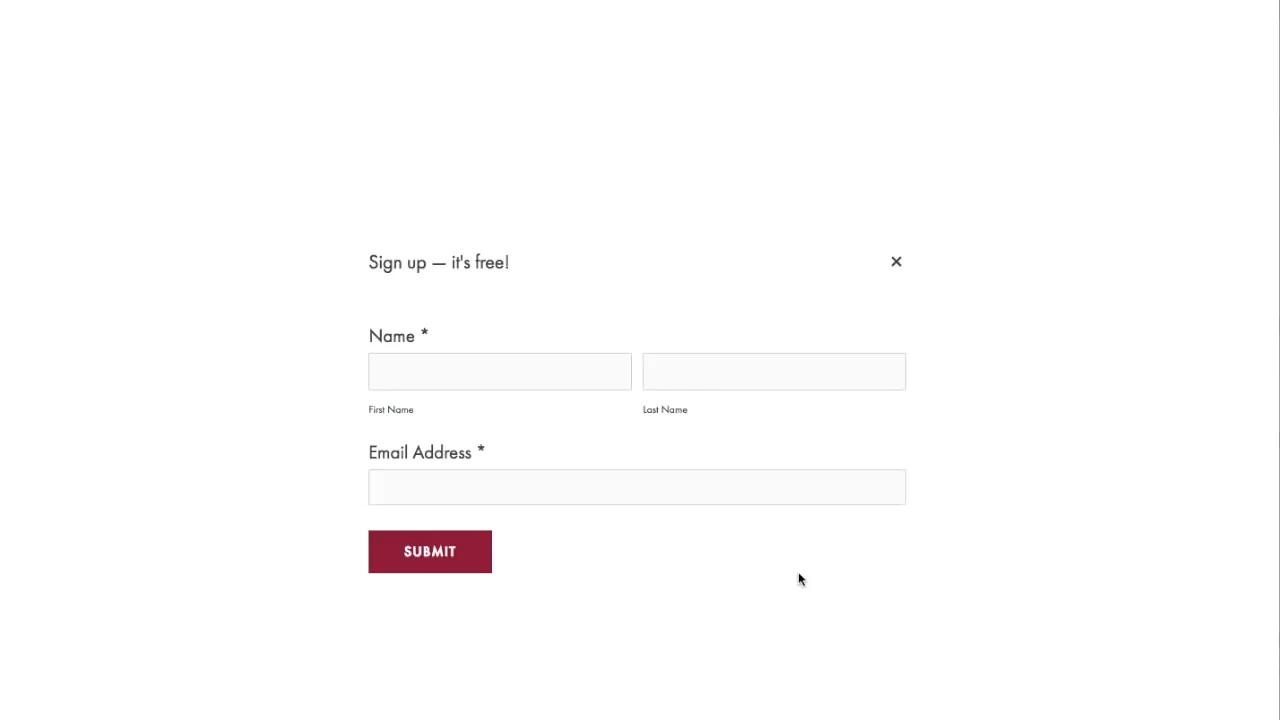 Sign up — it's free!
Name *
First Name Last Name
Email Address *
SUBMIT